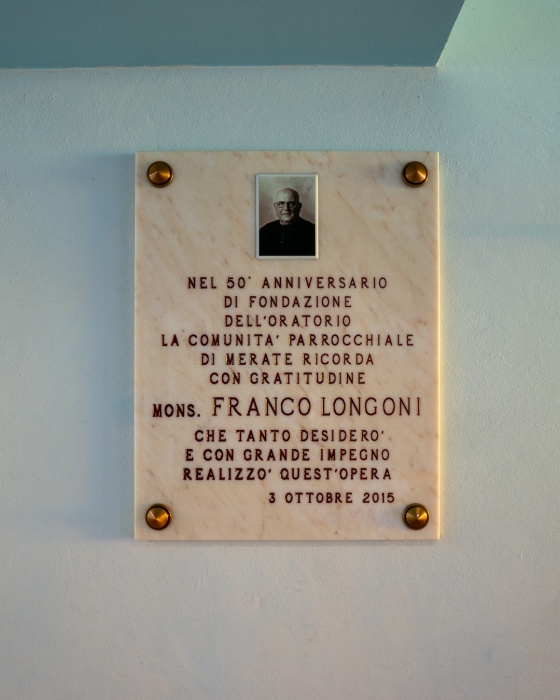 NEL 50° ANNIVERSARIO
DI FONDAZIONE
DELL'ORATORIO
LA COMUNITA' PARROCCHIALE
DI MERATE RICORDA
CON GRATITUDINE
MONS. FRANCO LONGONI
CHE TANTO DESIDERO'
E CON GRANDE IMPEGNO
REALIZZO' QUEST'OPERA
3 OTTOBRE 2015